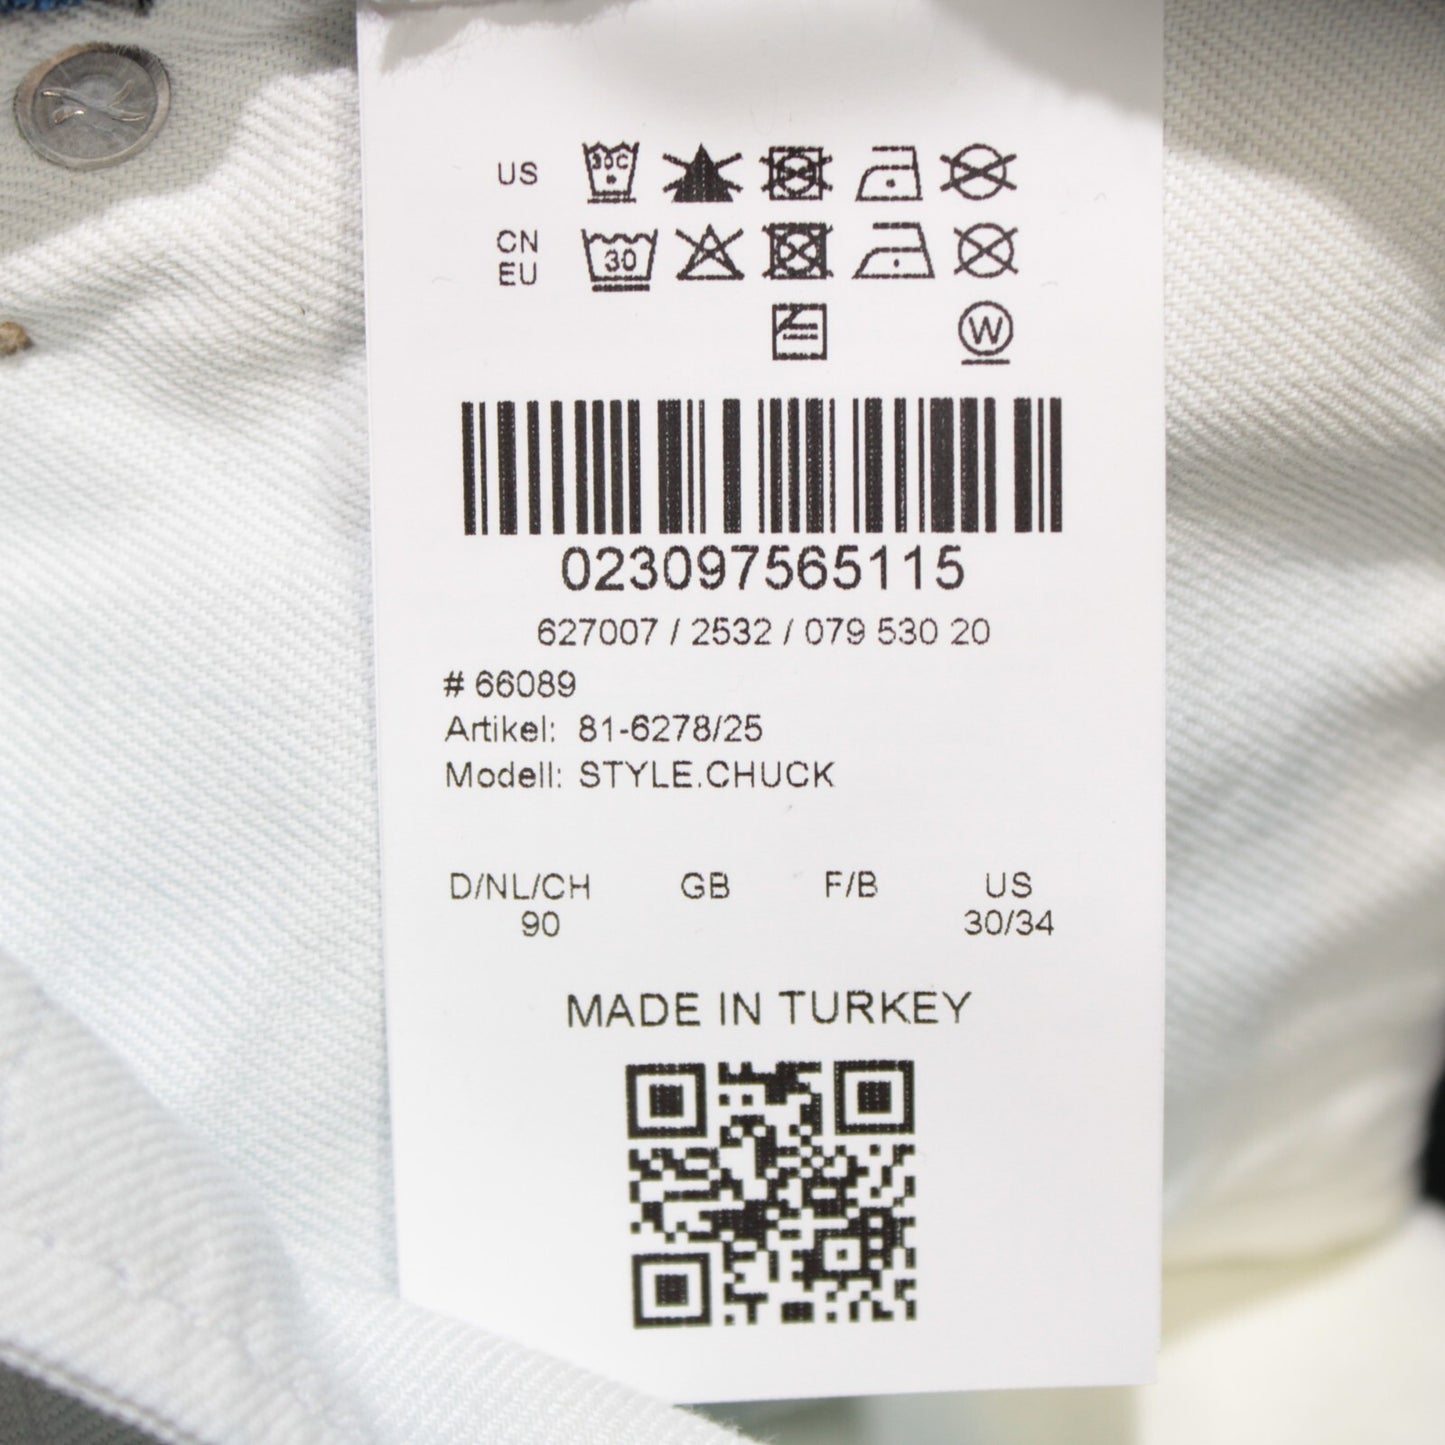 US 30C
CN
EU 30
W
023097565115
627007 / 2532 / 079 530 20
# 66089
Artikel: 81-6278/25
Modell: STYLE.CHUCK
D/NL/CH GB F/B US
90 30/34
MADE IN TURKEY